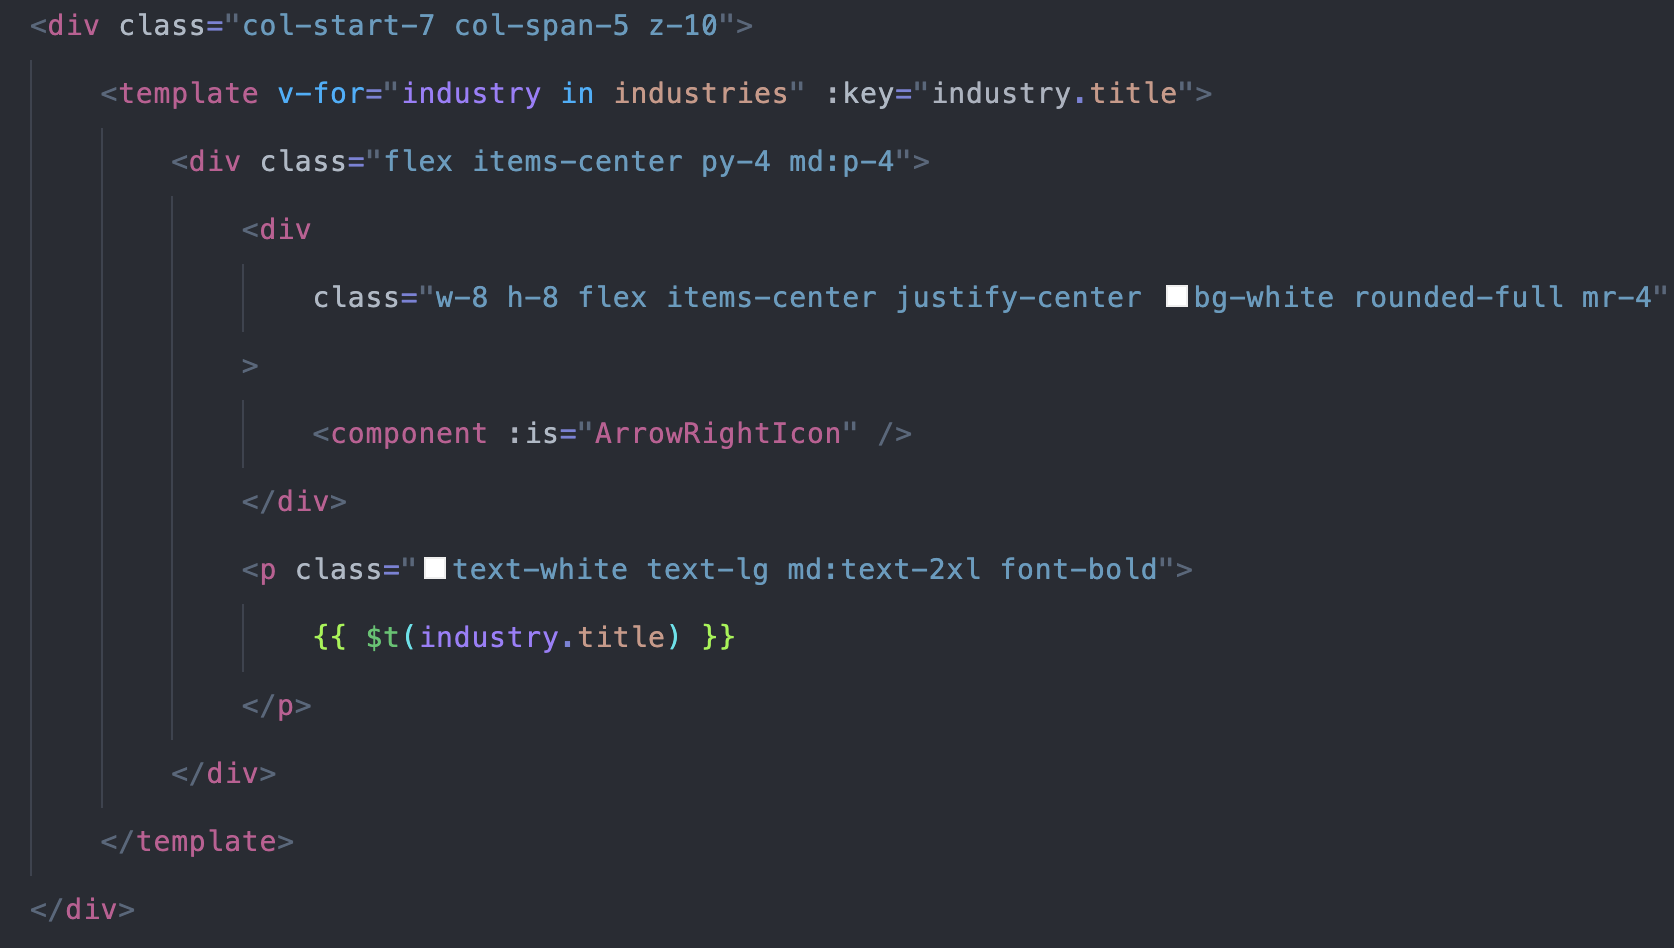 <div class="col-start-7 col-span-5 z-10">
<template v-for="industry in industries" :key="industry.title">
<div class="flex items-center py-4 md:p-4">
<div
class="w-8 h-8 flex items-center justify-center bg-white rounded-full mr-4"
>
<component :is="ArrowRightIcon" />
</div>
<p class="text-white text-lg md:text-2xl font-bold">
{{ $t(industry.title) }}
</p>
</div>
</template>
</div>